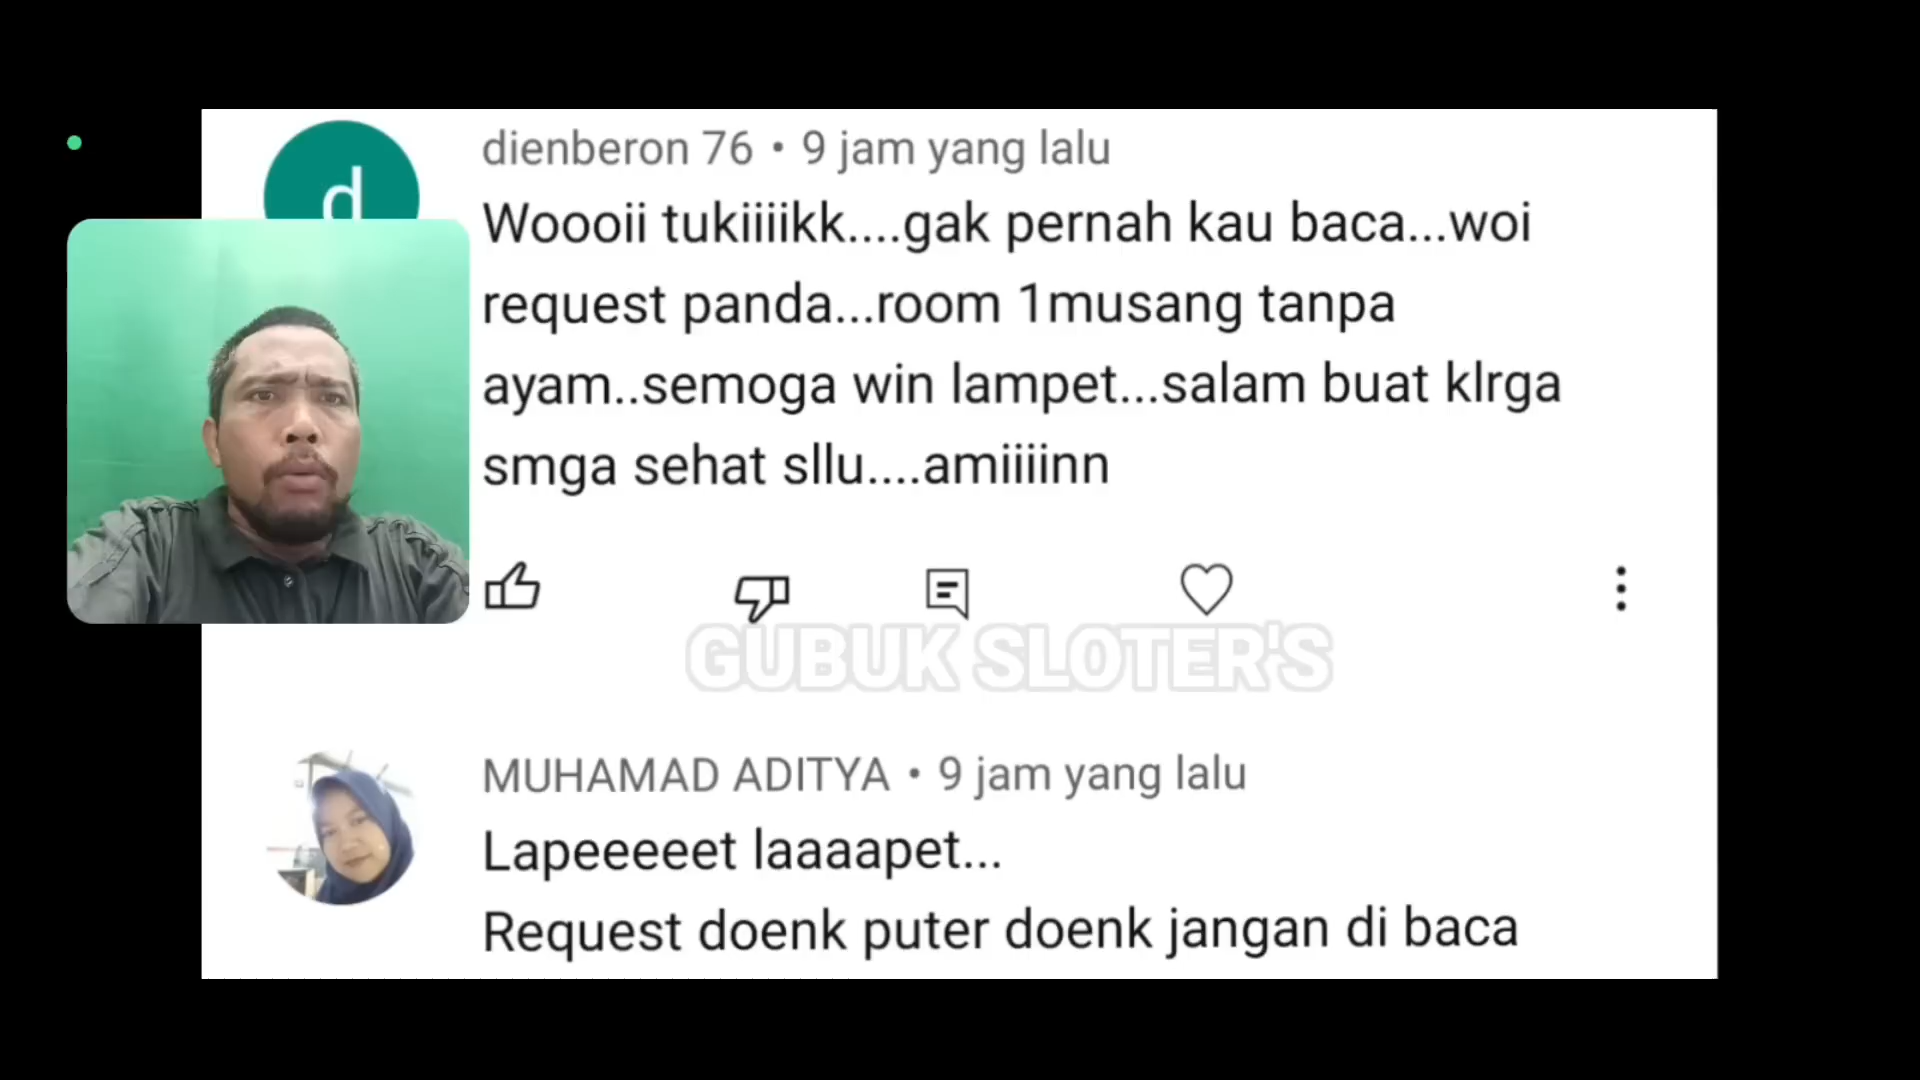 dienberon 76 • 9 jam yang lalu
Woooii tukiiiikk....gak pernah kau baca...woi
request panda...room 1musang tanpa
ayam..semoga win lampet...salam buat klrga
smga sehat sllu....amiiiinn
GUBUK SLOTER'S
MUHAMAD ADITYA • 9 jam yang lalu
Lapeeeeet laaaapet...
Request doenk puter doenk jangan di baca